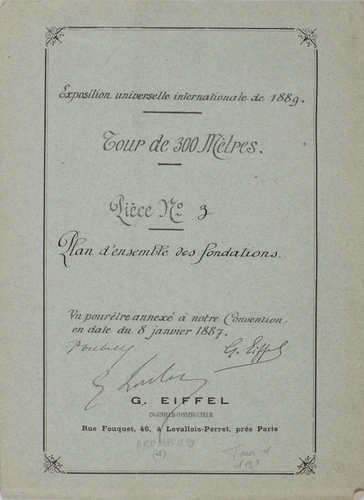 Exposition universelle internationale de 1889.
Tour de 300 Mètres.
Pièce No 3
Plan d'ensemble des fondations.
Vu pour être annexé à notre Convention
en date du 8 janvier 1887.
Poubelle G. Eiffel
G. EIFFEL
INGÉNIEUR-CONSTRUCTEUR
Rue Fouquet, 46, à Levallois-Perret, près Paris
(4)